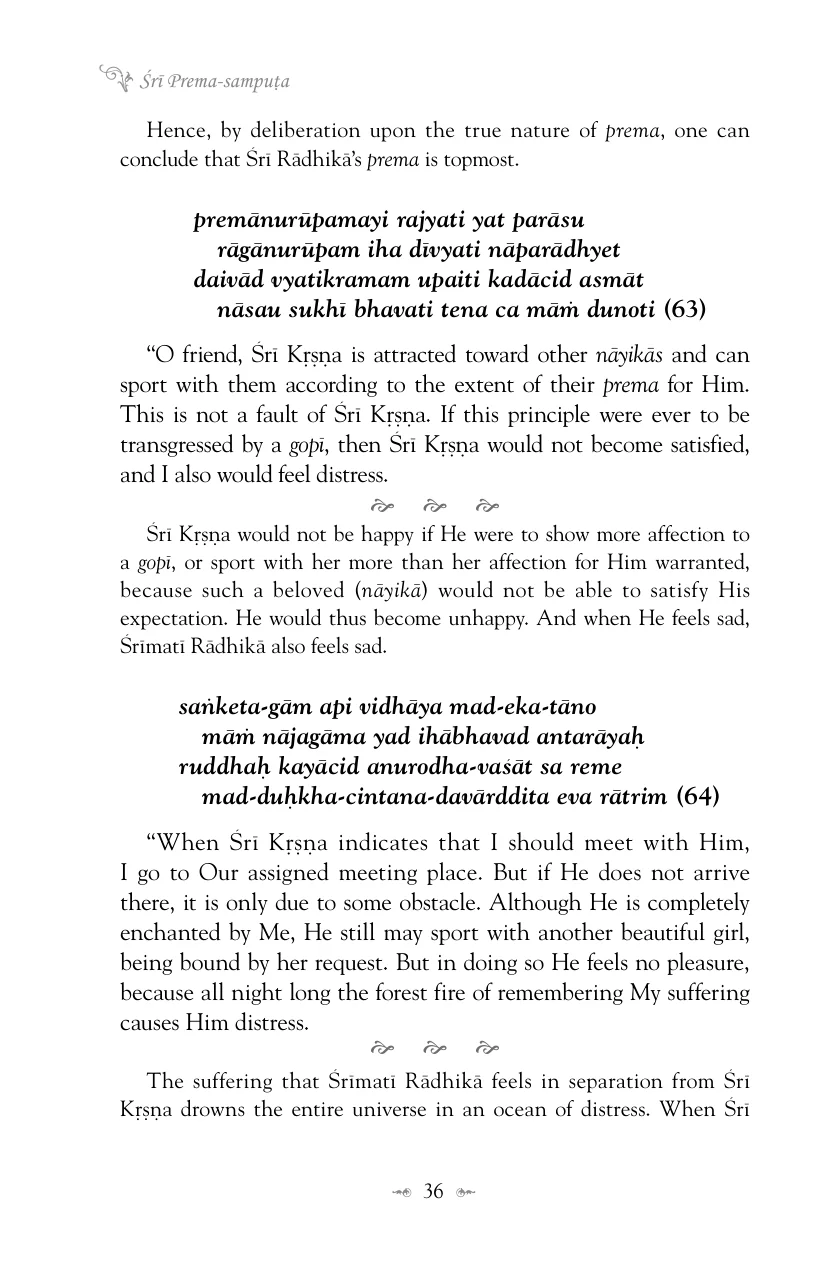 Śrī Prema-sampuṭa
Hence, by deliberation upon the true nature of prema, one can
conclude that Śrī Rādhikā’s prema is topmost.
premānurūpamayi rajyati yat parāsu
rāgānurūpam iha dīvyati nāparādhyet
daivād vyatikramam upaiti kadācid asmāt
nāsau sukhī bhavati tena ca māṁ dunoti (63)
“O friend, Śrī Kṛṣṇa is attracted toward other nāyikās and can
sport with them according to the extent of their prema for Him.
This is not a fault of Śrī Kṛṣṇa. If this principle were ever to be
transgressed by a gopī, then Śrī Kṛṣṇa would not become satisfied,
and I also would feel distress.
Śrī Kṛṣṇa would not be happy if He were to show more affection to
a gopī, or sport with her more than her affection for Him warranted,
because such a beloved (nāyikā) would not be able to satisfy His
expectation. He would thus become unhappy. And when He feels sad,
Śrīmatī Rādhikā also feels sad.
saṅketa-gām api vidhāya mad-eka-tāno
māṁ nājagāma yad ihābhavad antarāyaḥ
ruddhaḥ kayācid anurodha-vaśāt sa reme
mad-duḥkha-cintana-davārddita eva rātrim (64)
“When Śrī Kṛṣṇa indicates that I should meet with Him,
I go to Our assigned meeting place. But if He does not arrive
there, it is only due to some obstacle. Although He is completely
enchanted by Me, He still may sport with another beautiful girl,
being bound by her request. But in doing so He feels no pleasure,
because all night long the forest fire of remembering My suffering
causes Him distress.
The suffering that Śrīmatī Rādhikā feels in separation from Śrī
Kṛṣṇa drowns the entire universe in an ocean of distress. When Śrī
36